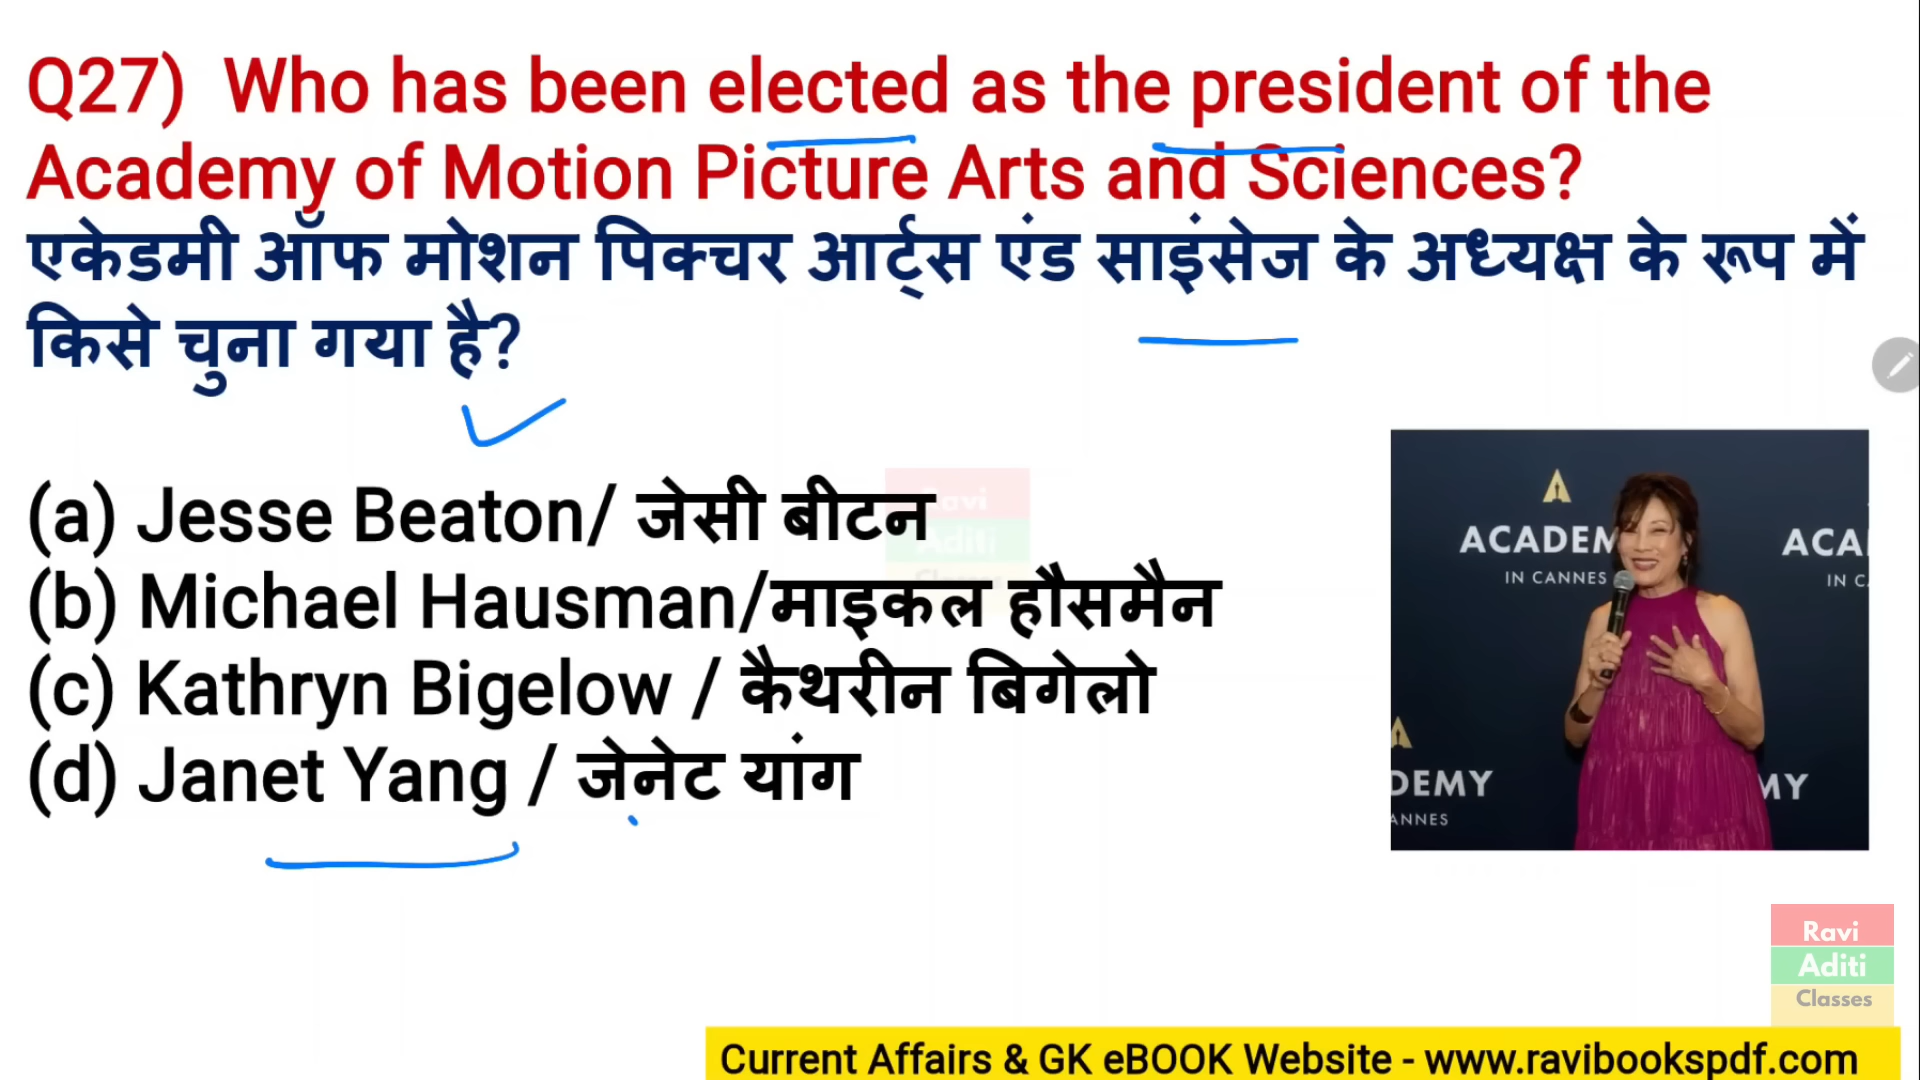 Q27) Who has been elected as the president of the
Academy of Motion Picture Arts and Sciences?
एकेडमी ऑफ मोशन पिक्चर आर्ट्स एंड साइंसेज के अध्यक्ष के रूप में
किसे चुना गया है?
(a) Jesse Beaton/ जेसी बीटन
(b) Michael Hausman/माइकल हौसमैन
(c) Kathryn Bigelow / कैथरीन बिगेलो
(d) Janet Yang / जेनेट यांग
Ravi
Aditi
Classes
ACADEM
IN CANNES
ACA
IN C
DEMY
ANNES
MY
Ravi
Aditi
Classes
Current Affairs & GK eBOOK Website - www.ravibookspdf.com